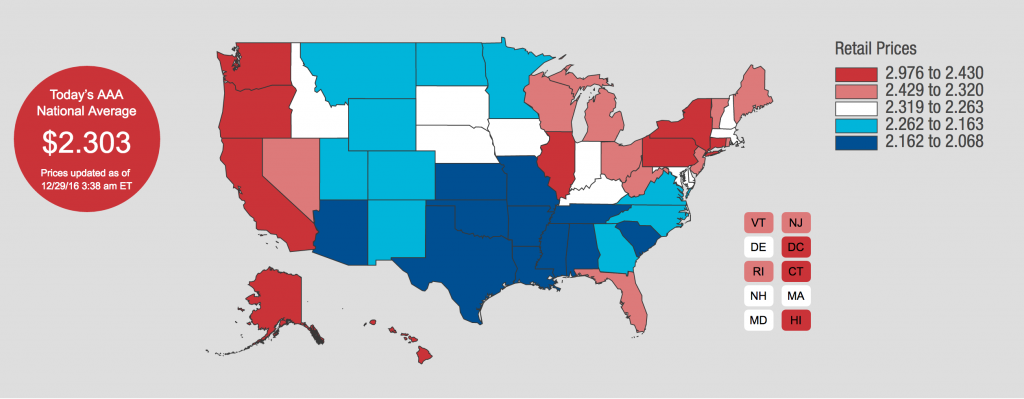 Today's AAA
National Average
$2.303
Prices updated as of
12/29/16 3:38 am ET
Retail Prices
2.976 to 2.430
2.429 to 2.320
2.319 to 2.263
2.262 to 2.163
2.162 to 2.068
VT NJ
DE DC
RI CT
NH MA
MD HI